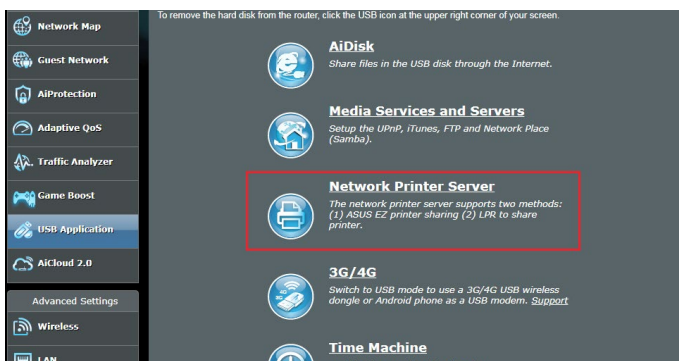 To remove the hard disk from the router, click the USB icon at the upper right corner of your screen.
Network Map
Guest Network
AiProtection
Adaptive QoS
Traffic Analyzer
Game Boost
USB Application
AiCloud 2.0
Advanced Settings
Wireless
LAN
AiDisk
Share files in the USB disk through the Internet.
Media Services and Servers
Setup the UPnP, iTunes, FTP and Network Place
(Samba).
Network Printer Server
The network printer server supports two methods:
(1) ASUS EZ printer sharing (2) LPR to share
printer.
3G/4G
Switch to USB mode to use a 3G/4G USB wireless
dongle or Android phone as a USB modem. Support
Time Machine